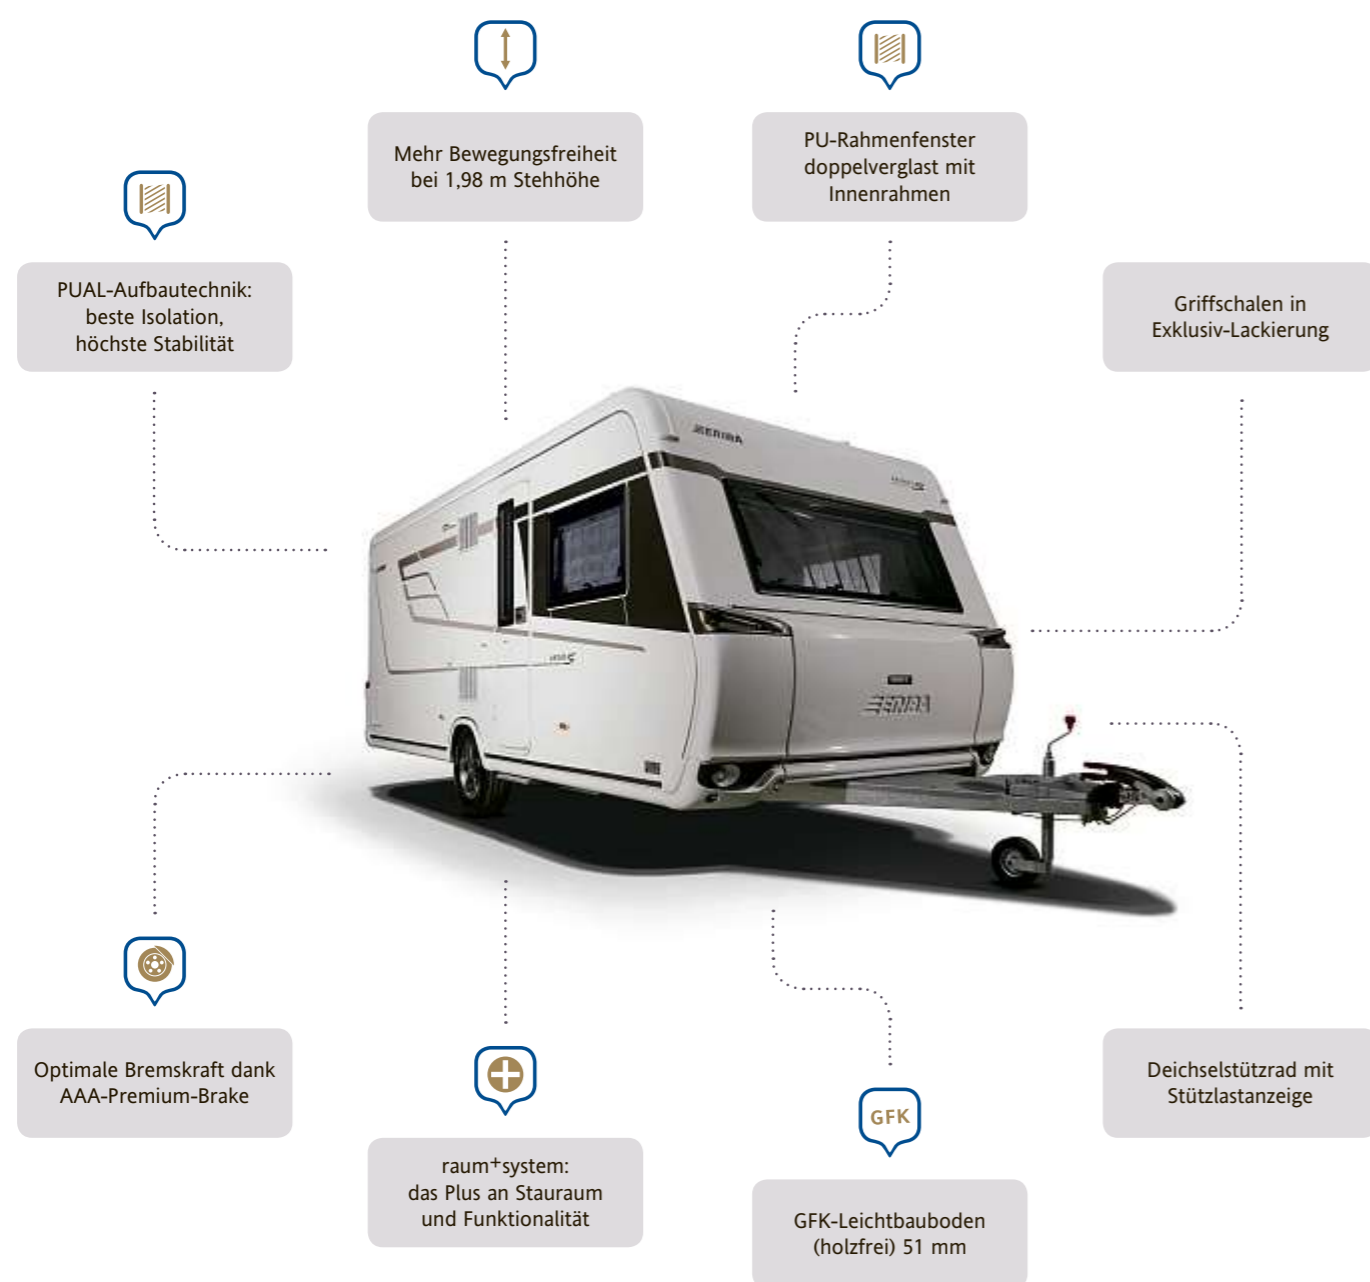 Mehr Bewegungsfreiheit
bei 1,98 m Stehhöhe
PU-Rahmenfenster
doppelverglast mit
Innenrahmen
PUAL-Aufbautechnik:
beste Isolation,
höchste Stabilität
Griffschalen in
Exklusiv-Lackierung
ERIBA
ERIBA
Optimale Bremskraft dank
AAA-Premium-Brake
raum+system:
das Plus an Stauraum
und Funktionalität
GFK
GFK-Leichtbauboden
(holzfrei) 51 mm
Deichselstützrad mit
Stützlastanzeige